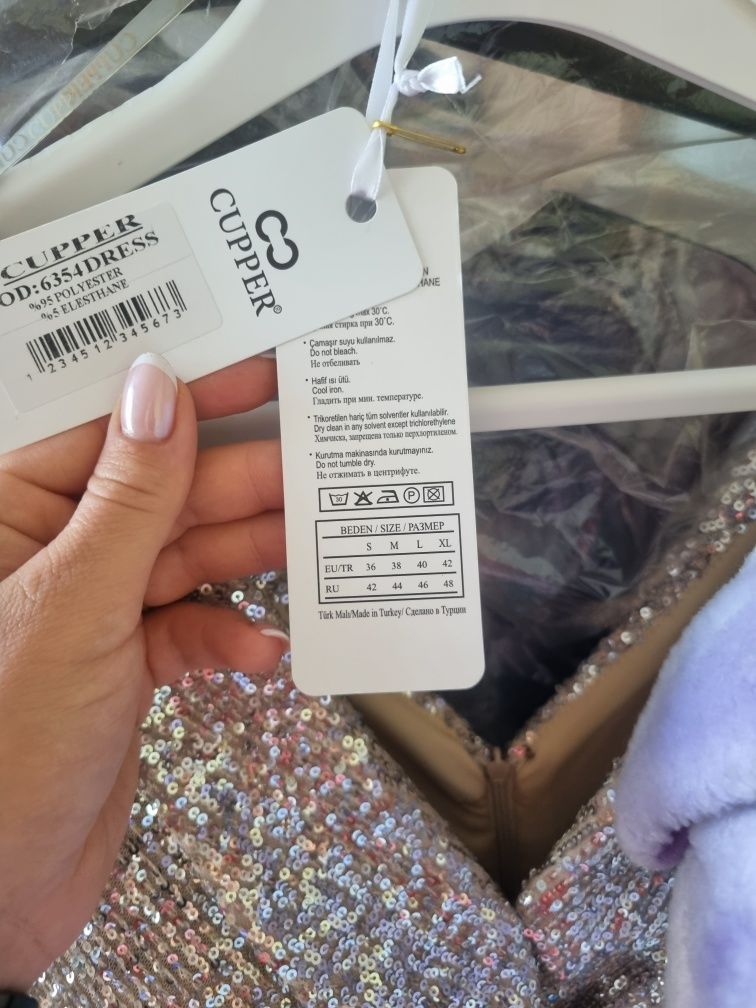 CUPPER
OD:6354DRESS
%95 POLYESTER
%5 ELESTHANE
1 234512 345673
CUPPER®
30°C.
стирка при 30°C.
• Çamaşır suyu kullanılmaz.
Do not bleach.
Не отбеливать
• Hafif ısı ütü.
Cool iron.
Гладить при мин. температуре.
• Trikoretilen hariç tüm solventler kullanılabilir.
Dry clean in any solvent except trichlorethylene
Химчиска, запрещена только перхлортиленом.
• Kurutma makinasında kurutmayınız.
Do not tumble dry.
Не отжимать в центрифуге.
30 P
BEDEN / SIZE / РАЗМЕР
S M L XL
EU/TR 36 38 40 42
RU 42 44 46 48
Türk Malı/Made in Turkey/ Сделано в Турции